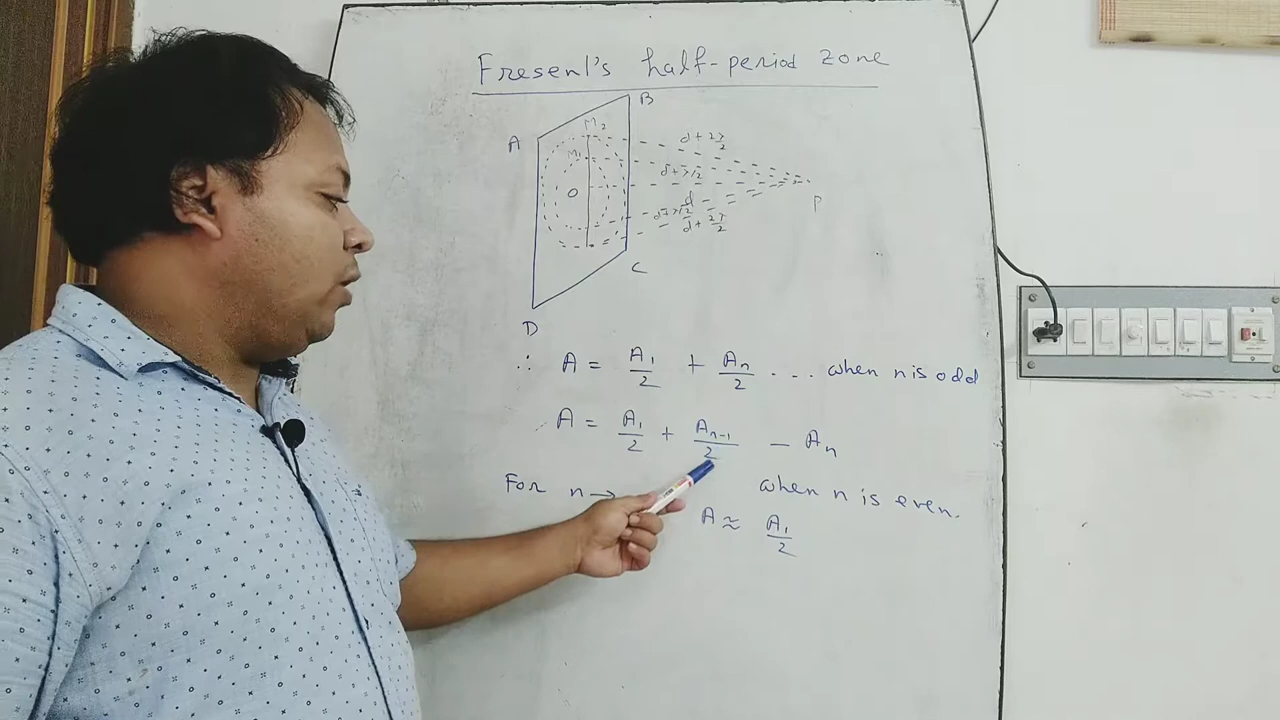 Fresenl's half-period zone
B
M₂
A
d + 2λ/2
M₁
d + λ/2
O
d
P
d + λ/2
d + 2λ/2
C
D
∴ A = A₁/2 + Aₙ/2 ... when n is odd
A = A₁/2 + Aₙ₋₁/2 - Aₙ
For n → when n is even.
A ≈ A₁/2